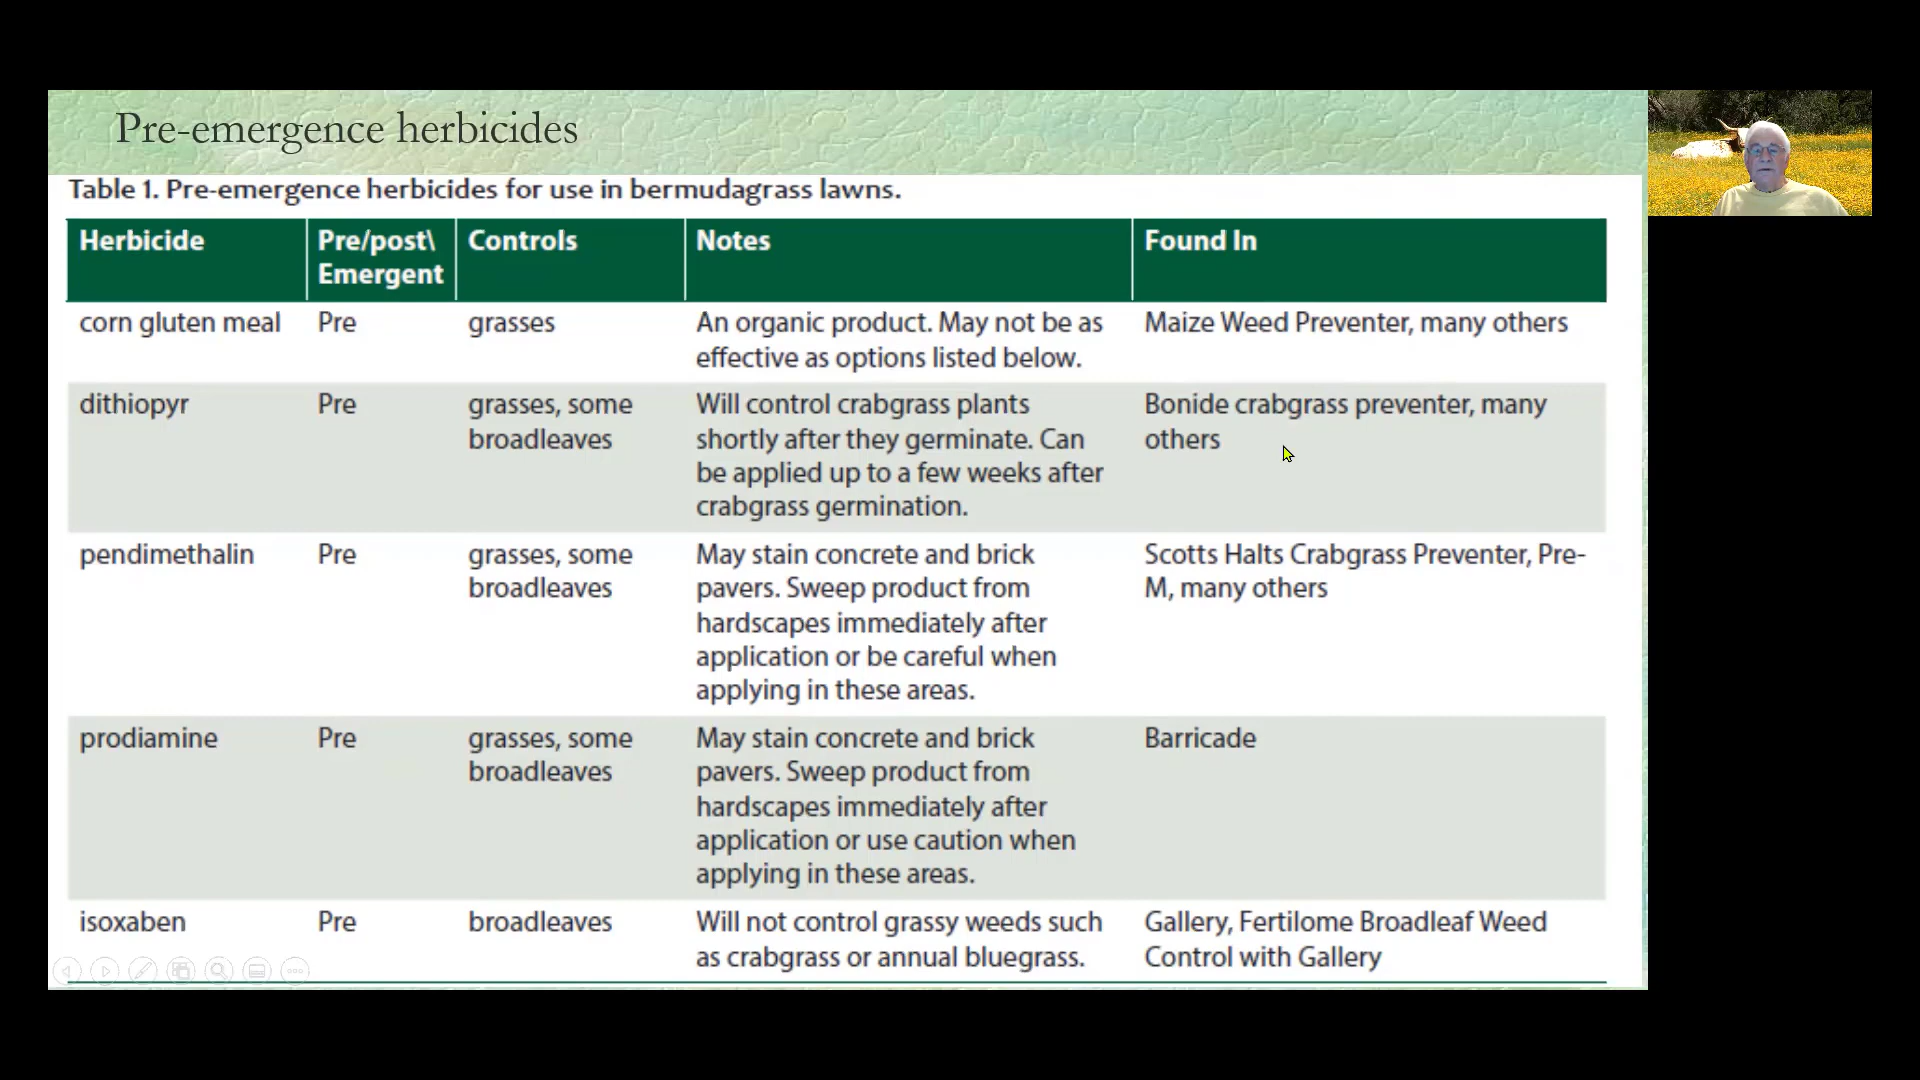 Pre-emergence herbicides
Table 1. Pre-emergence herbicides for use in bermudagrass lawns.
Herbicide Pre/post\ Controls Notes Found In
Emergent
corn gluten meal Pre grasses An organic product. May not be as Maize Weed Preventer, many others
effective as options listed below.
dithiopyr Pre grasses, some Will control crabgrass plants Bonide crabgrass preventer, many
broadleaves shortly after they germinate. Can others
be applied up to a few weeks after
crabgrass germination.
pendimethalin Pre grasses, some May stain concrete and brick Scotts Halts Crabgrass Preventer, Pre-
broadleaves pavers. Sweep product from M, many others
hardscapes immediately after
application or be careful when
applying in these areas.
prodiamine Pre grasses, some May stain concrete and brick Barricade
broadleaves pavers. Sweep product from
hardscapes immediately after
application or use caution when
applying in these areas.
isoxaben Pre broadleaves Will not control grassy weeds such Gallery, Fertilome Broadleaf Weed
as crabgrass or annual bluegrass. Control with Gallery